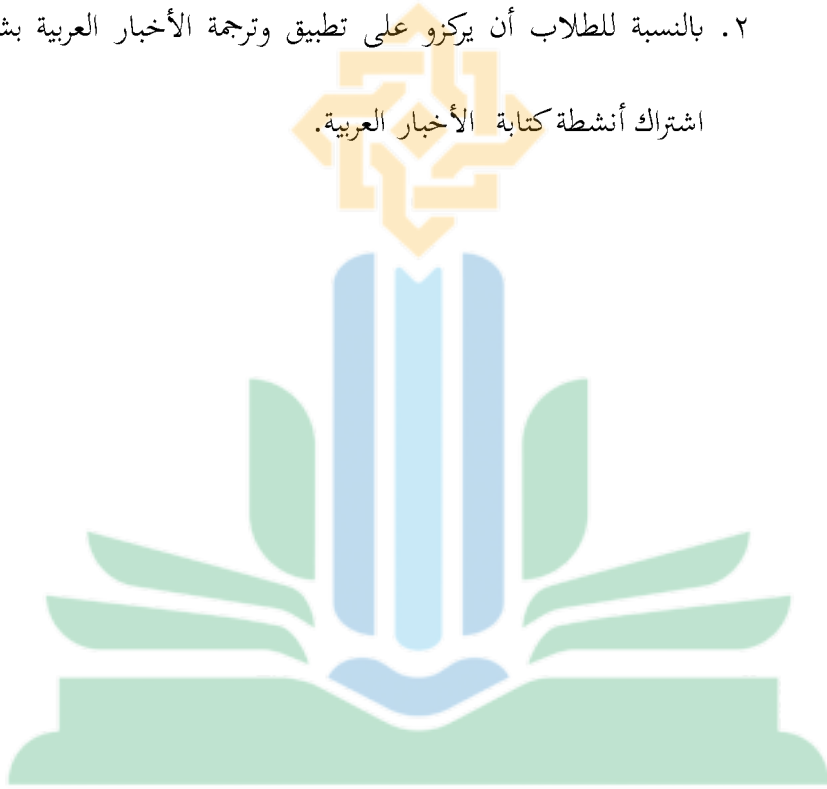 ٢. بالنسبة للطلاب أن يركزو على تطبيق وترجمة الأخبار العربية
اشتراك أنشطة كتابة الأخبار العربية.